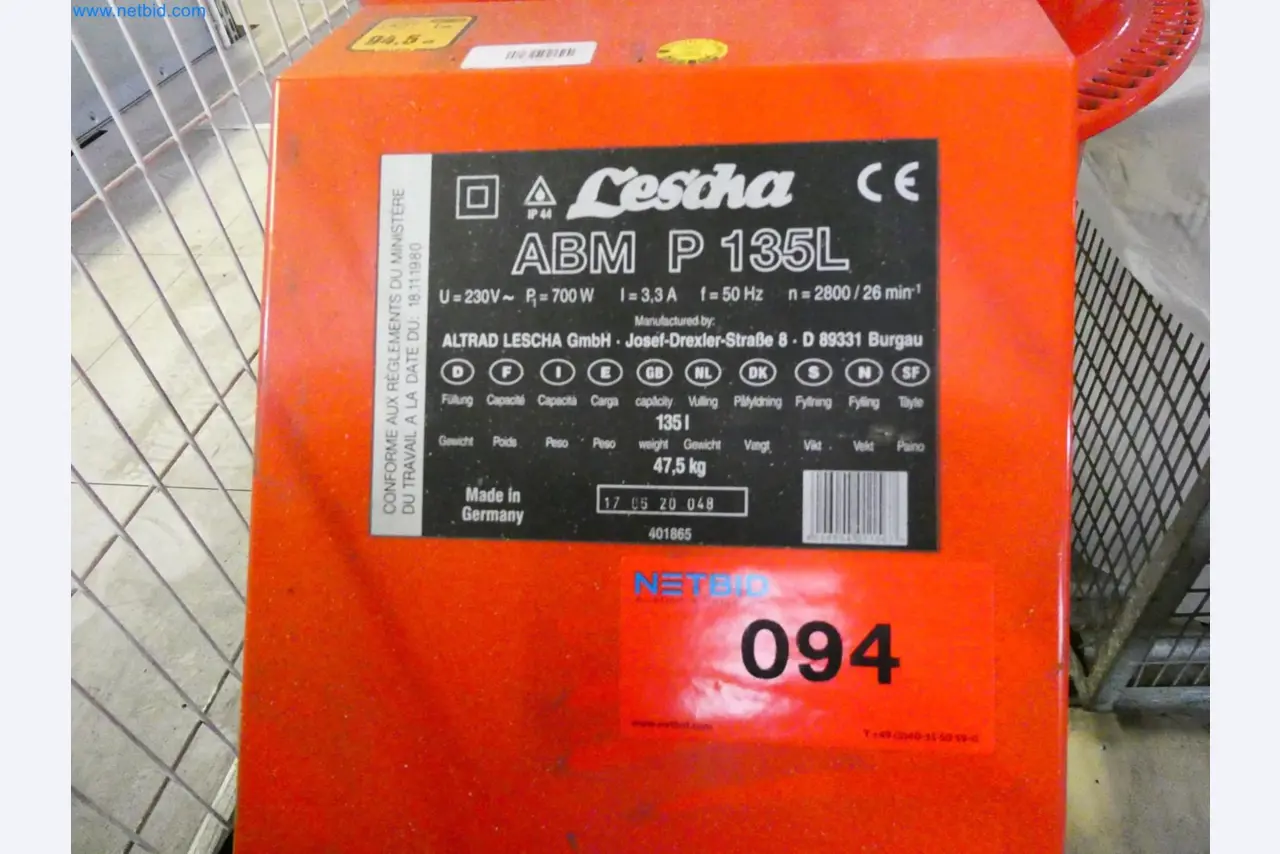 www.netbid.com
94,5
Lescha
CE
IP 44
ABM P 135L
U = 230V ~ P₁ = 700 W I = 3,3 A f = 50 Hz n = 2800 / 26 min⁻¹
Manufactured by:
ALTRAD LESCHA GmbH · Josef-Drexler-Straße 8 · D 89331 Burgau
D F I E GB NL DK S N SF
Füllung Capacité Capacità Carga capacity Vulling Påfyldning Fyllning Fylling Täyte
135 l
Gewicht Poids Peso Peso weight Gewicht Vægt Vikt Vekt Paino
47,5 kg
Made in
Germany
17 06 20 048
401865
CONFORME AUX RÈGLEMENTS DU MINISTÈRE
DU TRAVAIL A LA DATE DU: 18.11.1980
NETBID
094
www.netbid.com